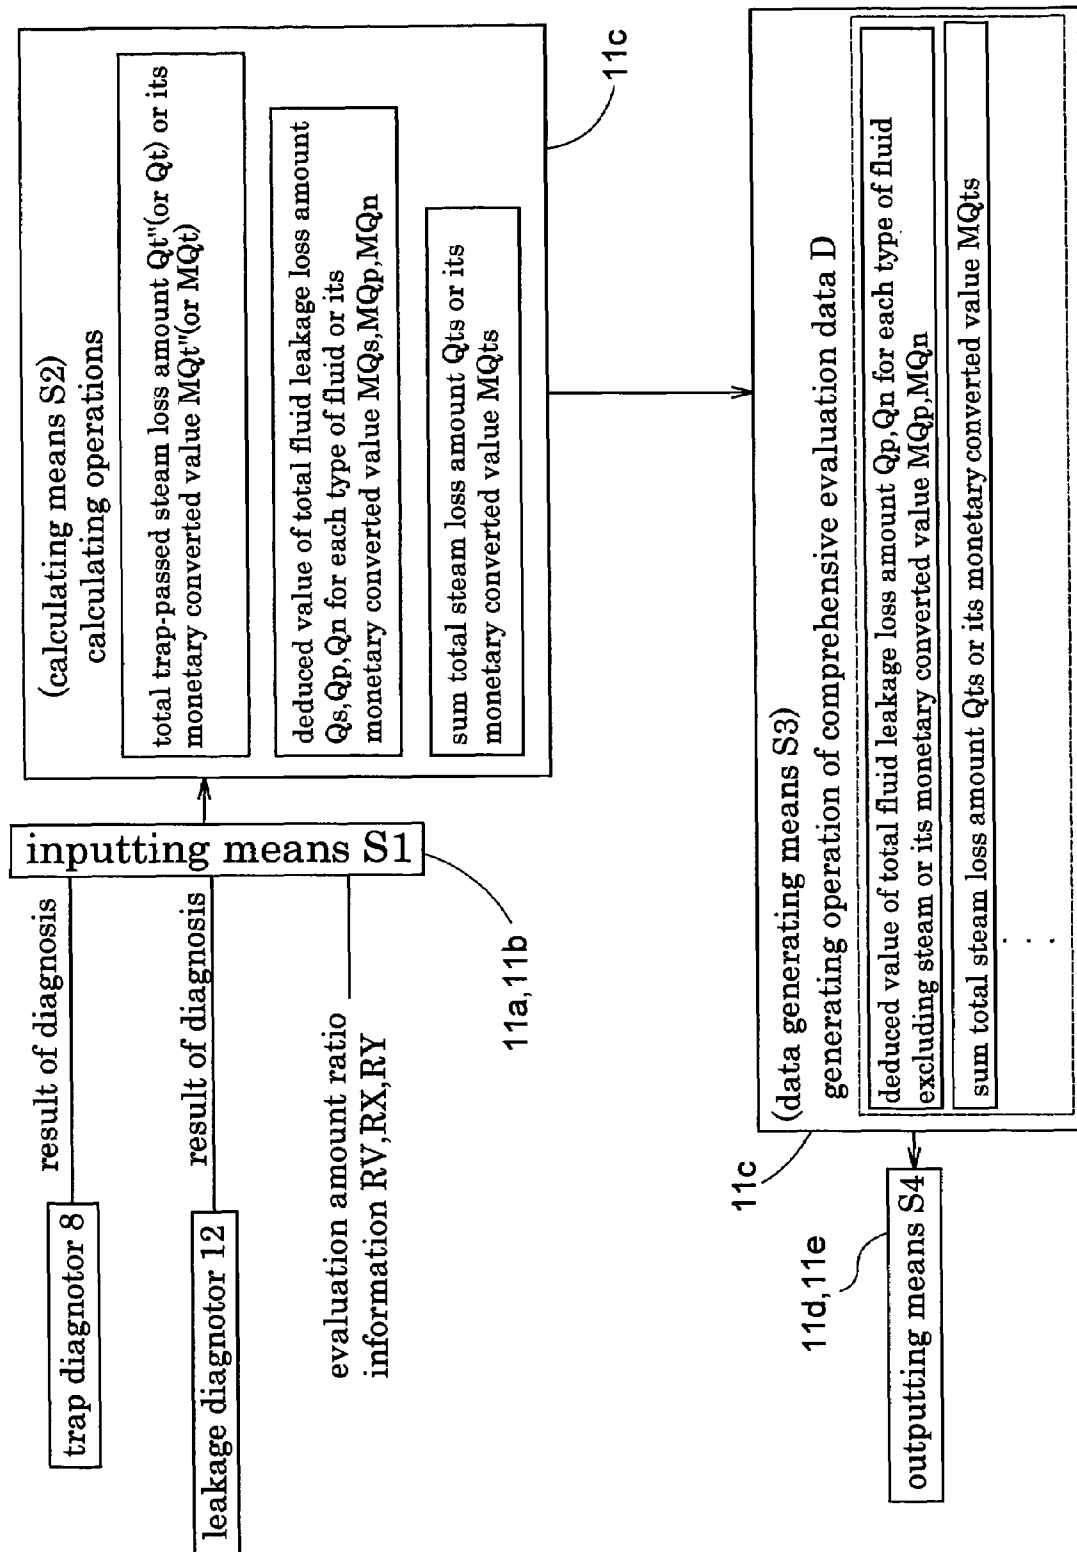 trap diagnotor 8
result of diagnosis
leakage diagnotor 12
result of diagnosis
evaluation amount ratio
information RV,RX,RY
inputting means S1
11a,11b
(calculating means S2)
calculating operations
total trap-passed steam loss amount Qt"(or Qt) or its
monetary converted value MQt"(or MQt)
deduced value of total fluid leakage loss amount
Qs,Qp,Qn for each type of fluid or its
monetary converted value MQs,MQp,MQn
sum total steam loss amount Qts or its
monetary converted value MQts
11c
(data generating means S3)
generating operation of comprehensive evaluation data D
deduced value of total fluid leakage loss amount Qp,Qn for each type of fluid
excluding steam or its monetary converted value MQp,MQn
sum total steam loss amount Qts or its monetary converted value MQts
. . .
11c
outputting means S4
11d,11e